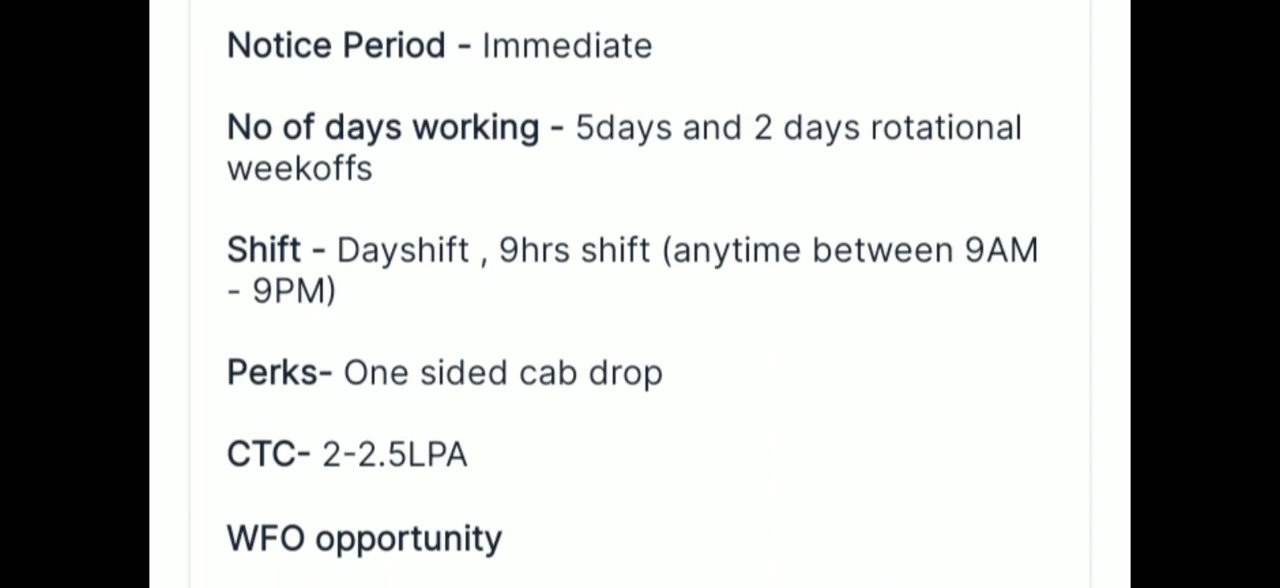 Notice Period - Immediate
No of days working - 5days and 2 days rotational
weekoffs
Shift - Dayshift , 9hrs shift (anytime between 9AM
- 9PM)
Perks- One sided cab drop
CTC- 2-2.5LPA
WFO opportunity